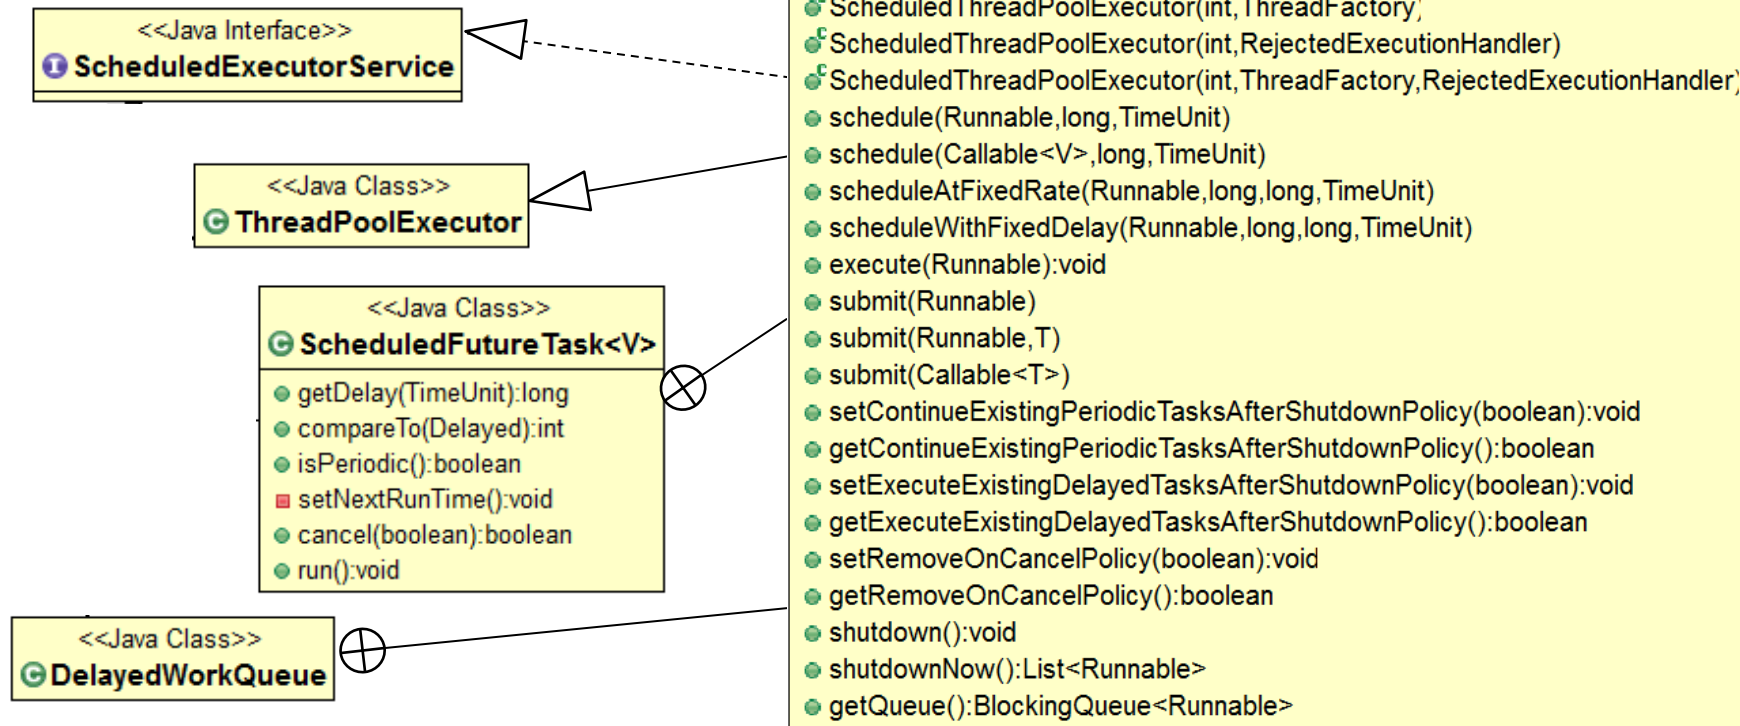 <<Java Interface>>
I ScheduledExecutorService
<<Java Class>>
C ThreadPoolExecutor
<<Java Class>>
C ScheduledFutureTask<V>
getDelay(TimeUnit):long
compareTo(Delayed):int
isPeriodic():boolean
setNextRunTime():void
cancel(boolean):boolean
run():void
<<Java Class>>
C DelayedWorkQueue
C ScheduledThreadPoolExecutor(int,ThreadFactory)
C ScheduledThreadPoolExecutor(int,RejectedExecutionHandler)
C ScheduledThreadPoolExecutor(int,ThreadFactory,RejectedExecutionHandler)
schedule(Runnable,long,TimeUnit)
schedule(Callable<V>,long,TimeUnit)
scheduleAtFixedRate(Runnable,long,long,TimeUnit)
scheduleWithFixedDelay(Runnable,long,long,TimeUnit)
execute(Runnable):void
submit(Runnable)
submit(Runnable,T)
submit(Callable<T>)
setContinueExistingPeriodicTasksAfterShutdownPolicy(boolean):void
getContinueExistingPeriodicTasksAfterShutdownPolicy():boolean
setExecuteExistingDelayedTasksAfterShutdownPolicy(boolean):void
getExecuteExistingDelayedTasksAfterShutdownPolicy():boolean
setRemoveOnCancelPolicy(boolean):void
getRemoveOnCancelPolicy():boolean
shutdown():void
shutdownNow():List<Runnable>
getQueue():BlockingQueue<Runnable>